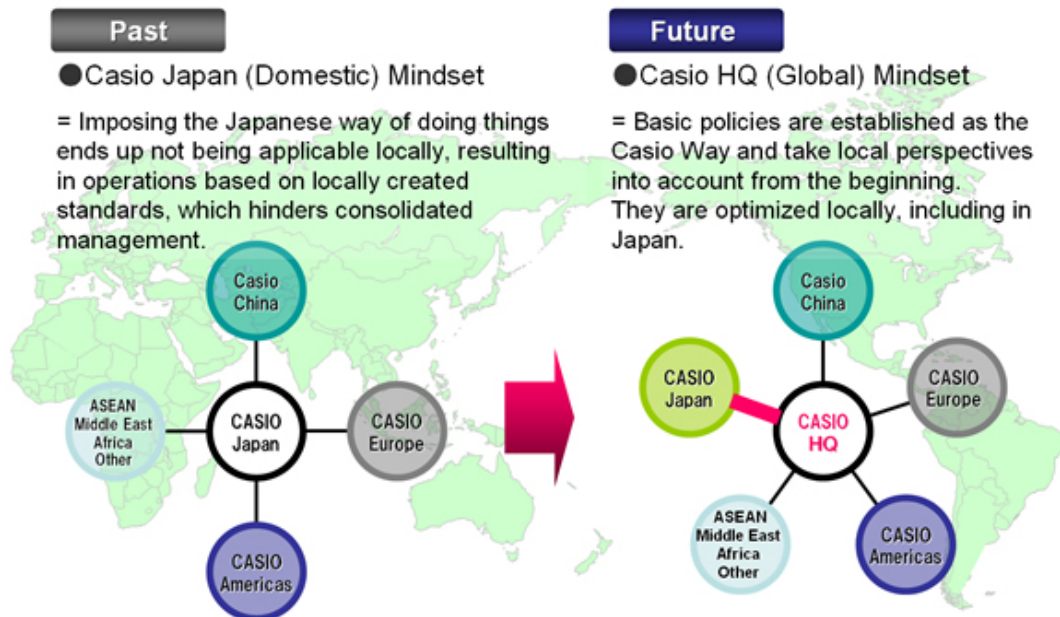 Past
●Casio Japan (Domestic) Mindset
= Imposing the Japanese way of doing things
ends up not being applicable locally, resulting
in operations based on locally created
standards, which hinders consolidated
management.
Casio
China
ASEAN
Middle East
Africa
Other
CASIO
Japan
CASIO
Europe
CASIO
Americas
Future
●Casio HQ (Global) Mindset
= Basic policies are established as the
Casio Way and take local perspectives
into account from the beginning.
They are optimized locally, including in
Japan.
Casio
China
CASIO
Japan
CASIO
Europe
CASIO
HQ
ASEAN
Middle East
Africa
Other
CASIO
Americas